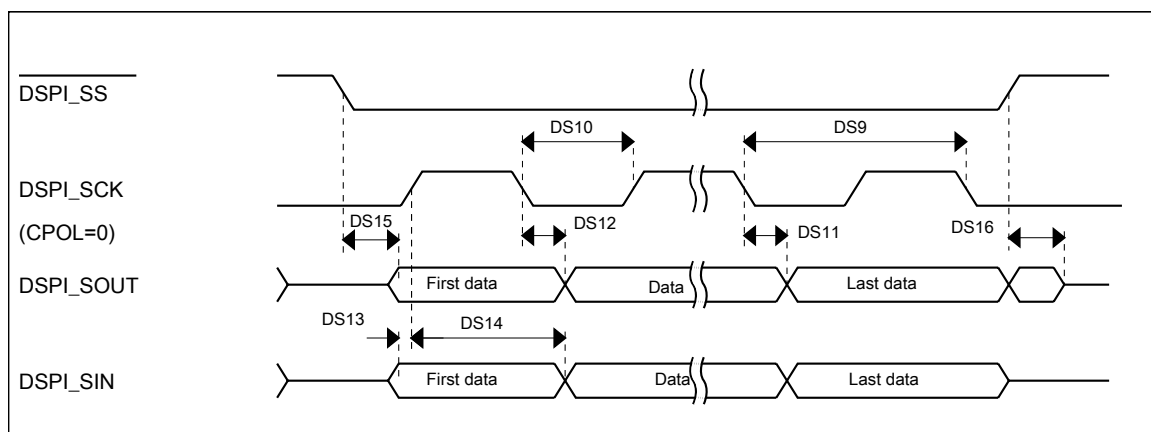 DSPI_SS
DS10
DS9
DSPI_SCK
DS15
DS12
DS11
DS16
(CPOL=0)
DSPI_SOUT
First data
Data
Last data
DS13
DS14
DSPI_SIN
First data
Data
Last data